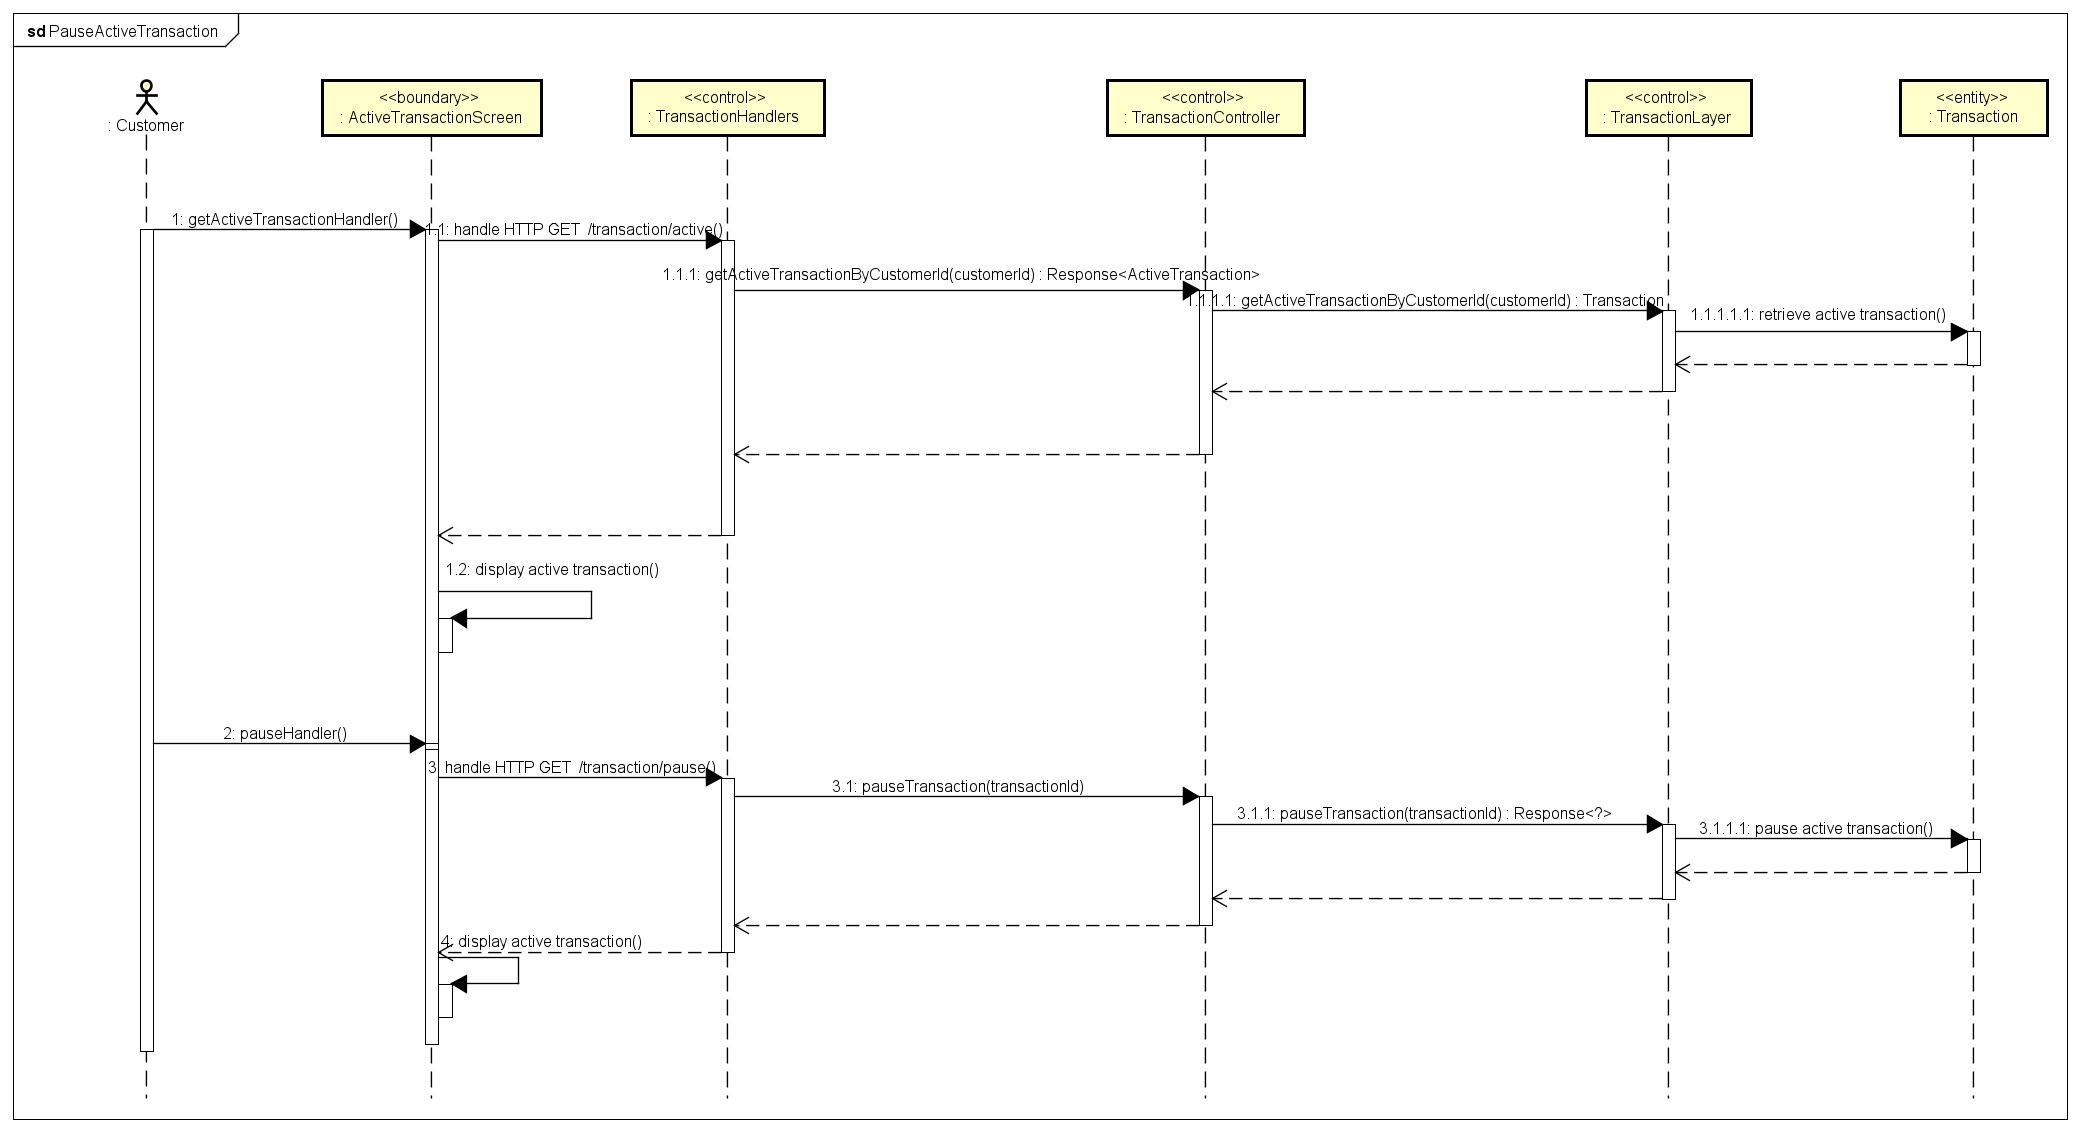 sd PauseActiveTransaction
: Customer
<<boundary>>
: ActiveTransactionScreen
<<control>>
: TransactionHandlers
<<control>>
: TransactionController
<<control>>
: TransactionLayer
<<entity>>
: Transaction
1: getActiveTransactionHandler()
1.1: handle HTTP GET /transaction/active()
1.1.1: getActiveTransactionByCustomerId(customerId) : Response<ActiveTransaction>
1.1.1.1: getActiveTransactionByCustomerId(customerId) : Transaction
1.1.1.1.1: retrieve active transaction()
1.2: display active transaction()
2: pauseHandler()
3: handle HTTP GET /transaction/pause()
3.1: pauseTransaction(transactionId)
3.1.1: pauseTransaction(transactionId) : Response<?>
3.1.1.1: pause active transaction()
4: display active transaction()